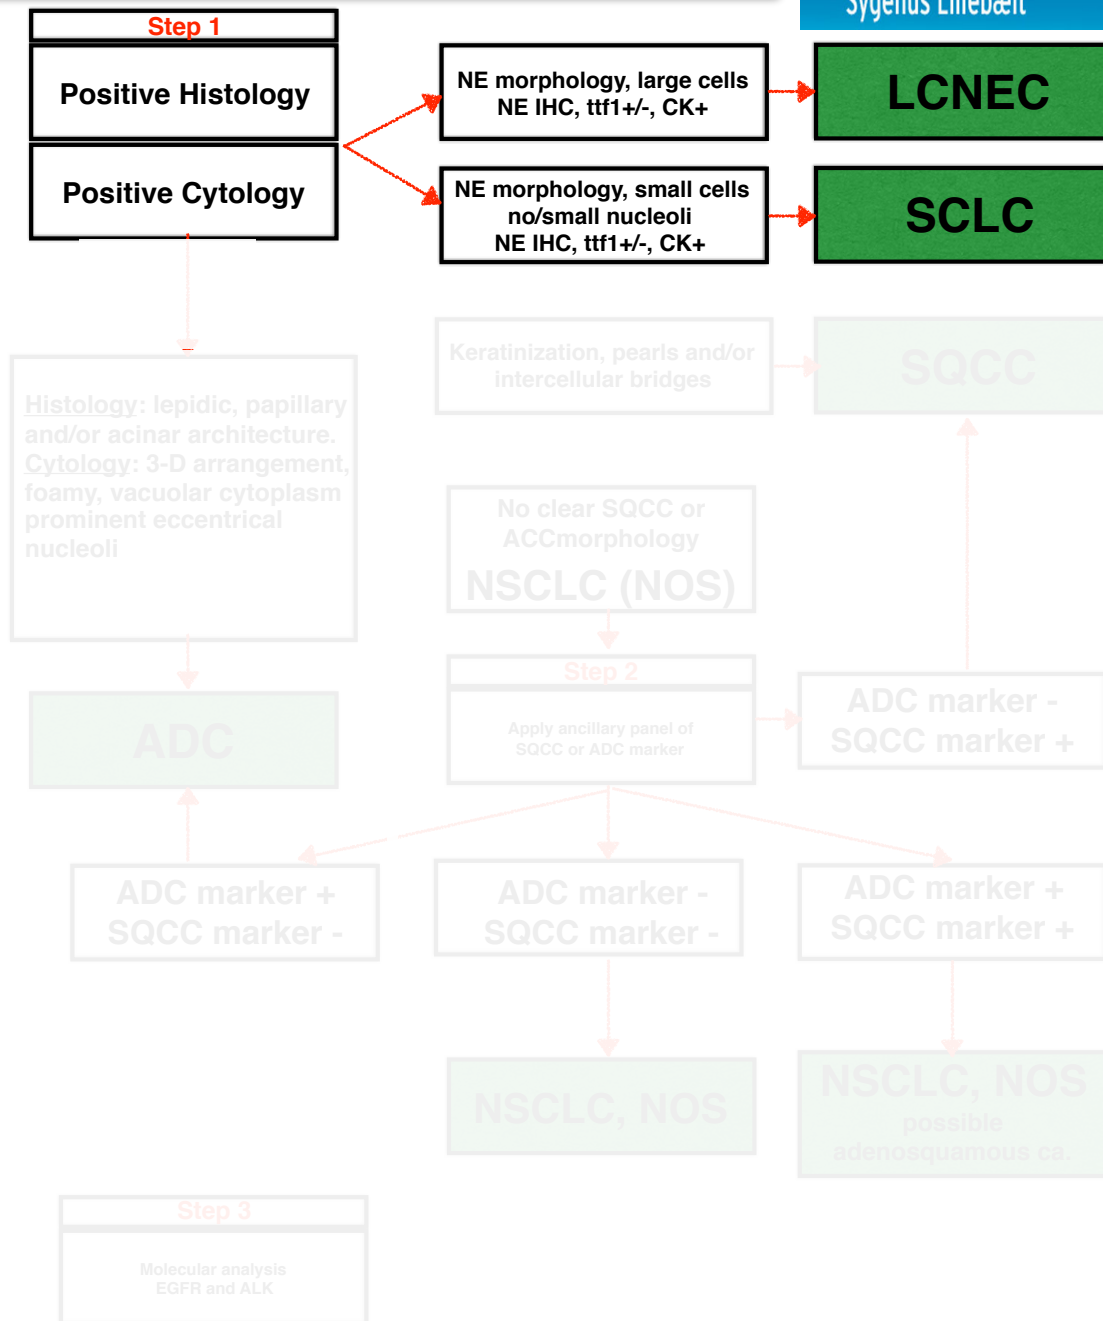 Sygehus Lillebælt
Step 1
Positive Histology
Positive Cytology
NE morphology, large cells
NE IHC, ttf1+/-, CK+
LCNEC
NE morphology, small cells
no/small nucleoli
NE IHC, ttf1+/-, CK+
SCLC
Keratinization, pearls and/or
intercellular bridges
SQCC
Histology: lepidic, papillary
and/or acinar architecture.
Cytology: 3-D arrangement,
foamy, vacuolar cytoplasm
prominent eccentrical
nucleoli
No clear SQCC or
ACCmorphology
NSCLC (NOS)
Step 2
Apply ancillary panel of
SQCC or ADC marker
ADC marker -
SQCC marker +
ADC
ADC marker +
SQCC marker -
ADC marker -
SQCC marker -
ADC marker +
SQCC marker +
NSCLC, NOS
NSCLC, NOS
possible
adenosquamous ca.
Step 3
Molecular analysis
EGFR and ALK